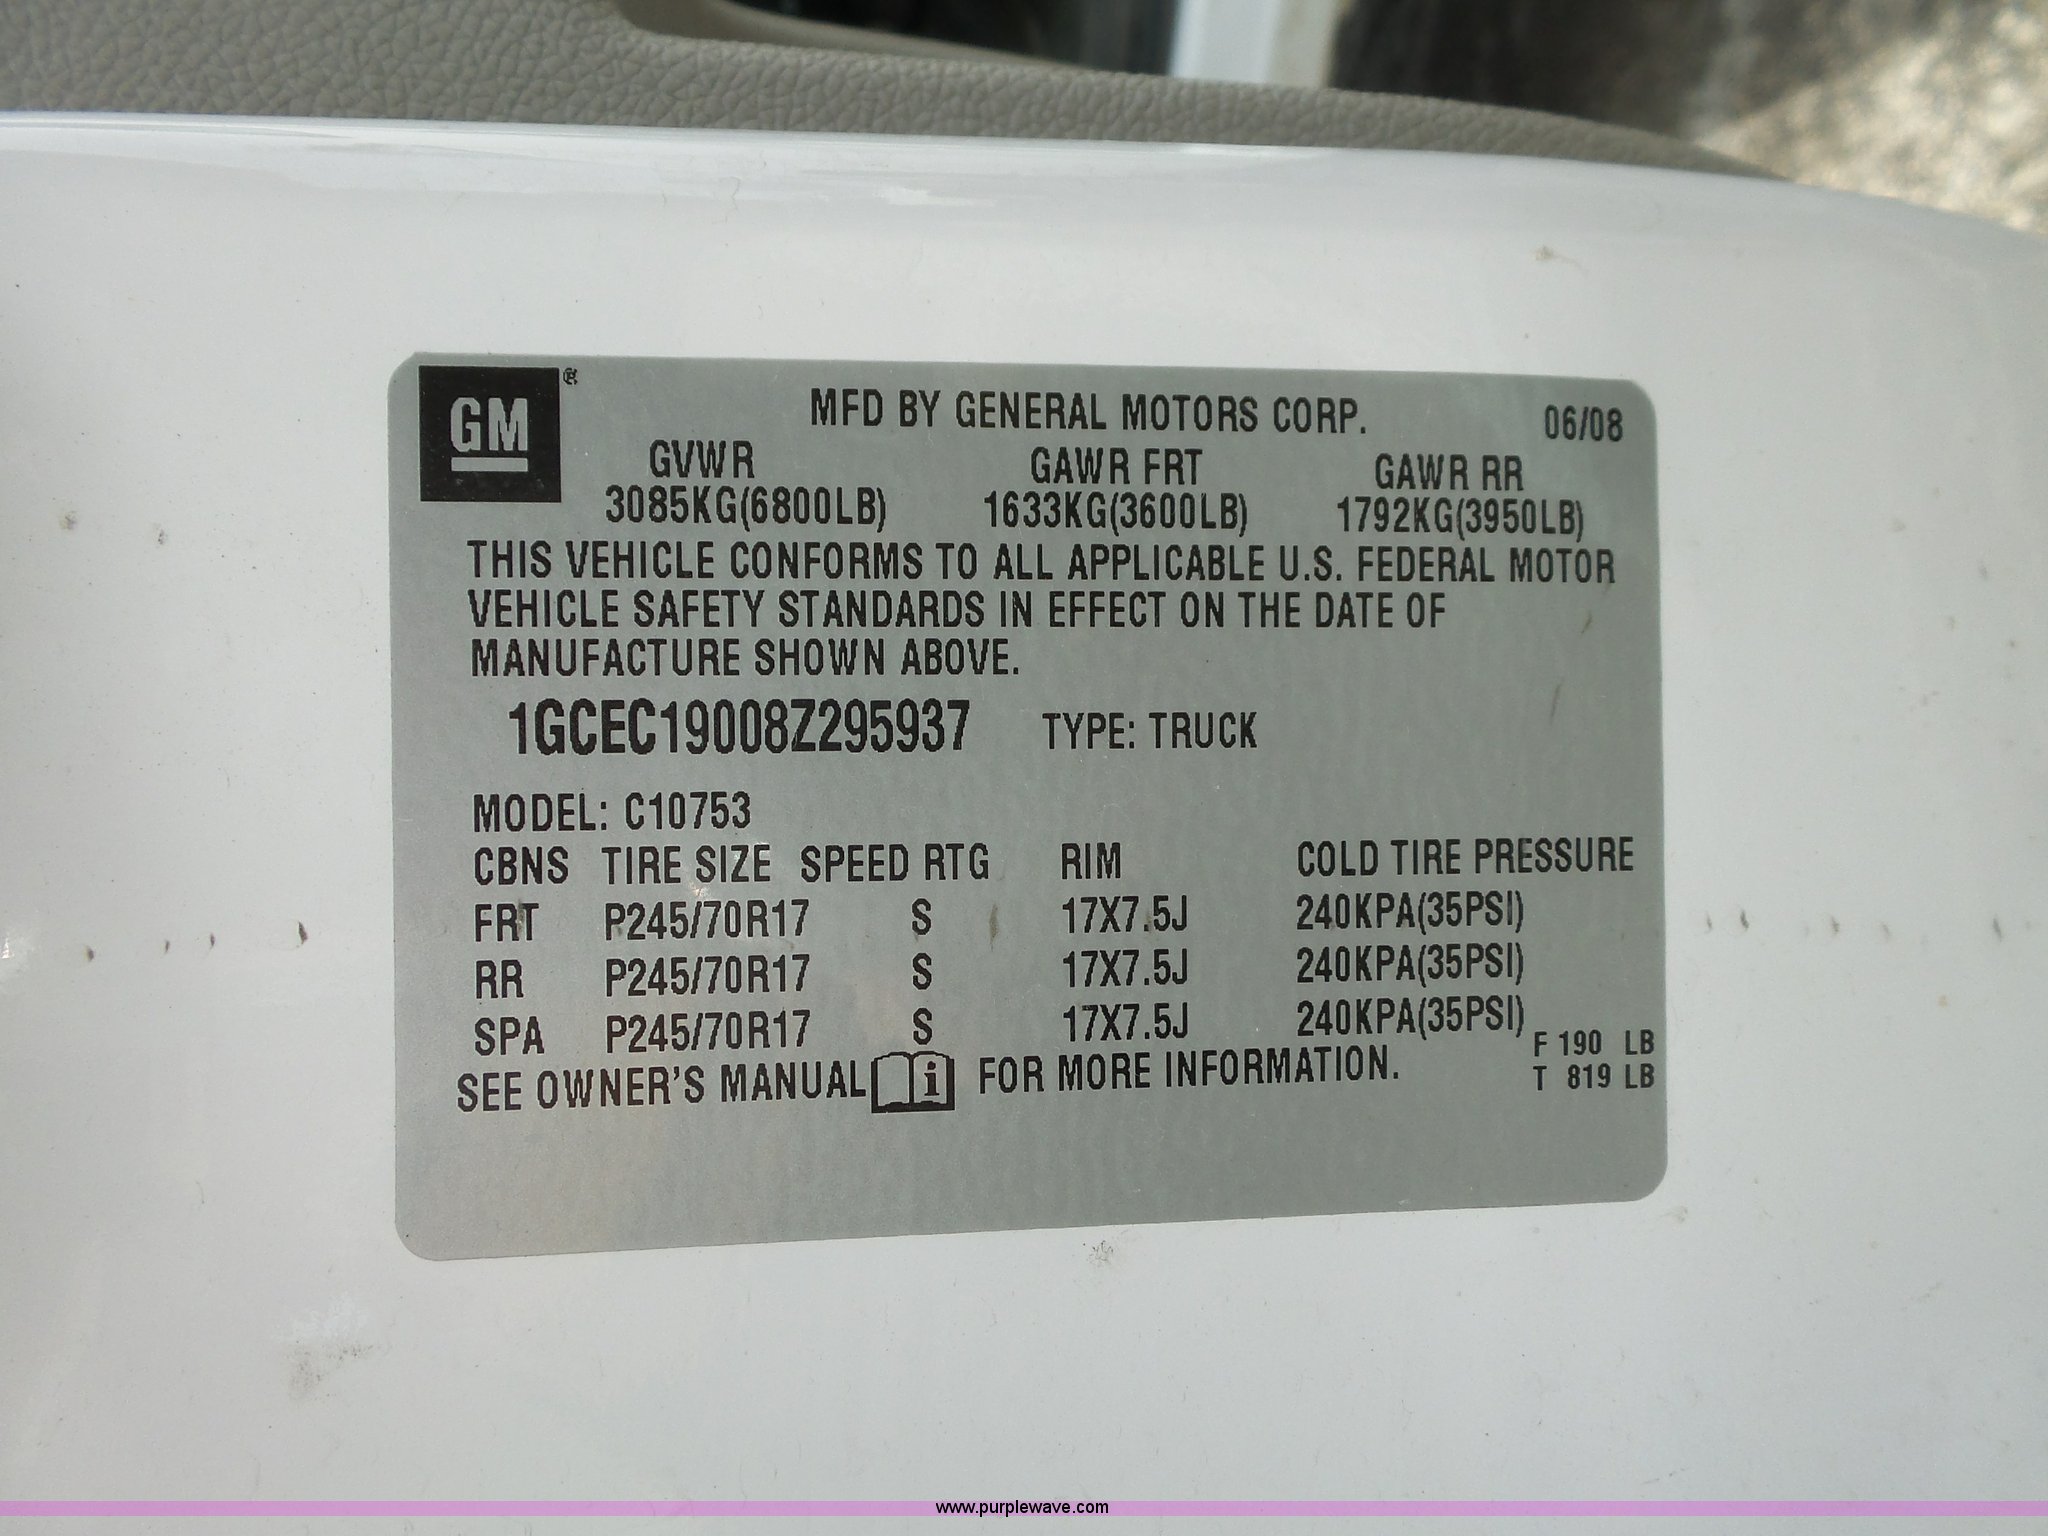 GM ®
MFD BY GENERAL MOTORS CORP. 06/08
GVWR GAWR FRT GAWR RR
3085KG(6800LB) 1633KG(3600LB) 1792KG(3950LB)
THIS VEHICLE CONFORMS TO ALL APPLICABLE U.S. FEDERAL MOTOR
VEHICLE SAFETY STANDARDS IN EFFECT ON THE DATE OF
MANUFACTURE SHOWN ABOVE.
1GCEC19008Z295937 TYPE: TRUCK
MODEL: C10753
CBNS TIRE SIZE SPEED RTG RIM COLD TIRE PRESSURE
FRT P245/70R17 S 17X7.5J 240KPA(35PSI)
RR P245/70R17 S 17X7.5J 240KPA(35PSI)
SPA P245/70R17 S 17X7.5J 240KPA(35PSI)
SEE OWNER'S MANUAL i FOR MORE INFORMATION.
F 190 LB
T 819 LB
www.purplewave.com